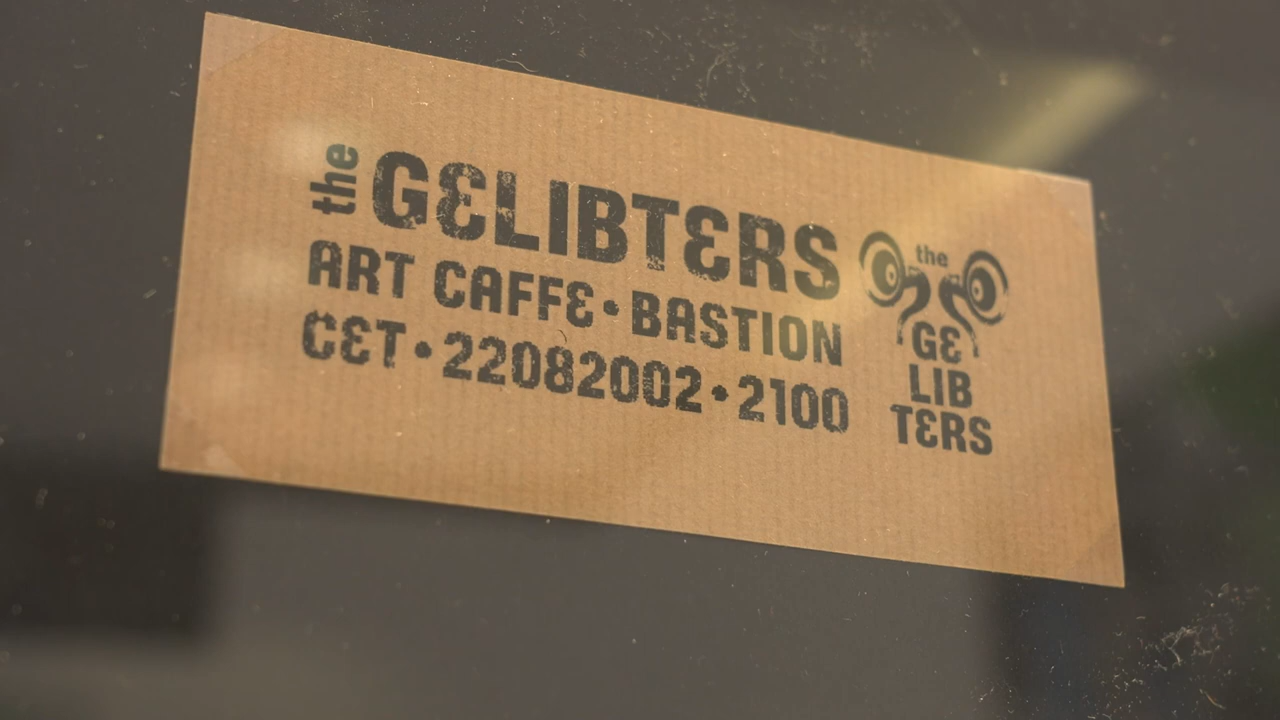 the GELIBTERS
ART CAFFE • BASTION
CET • 22082002 • 2100
the
GE
LIB
TERS